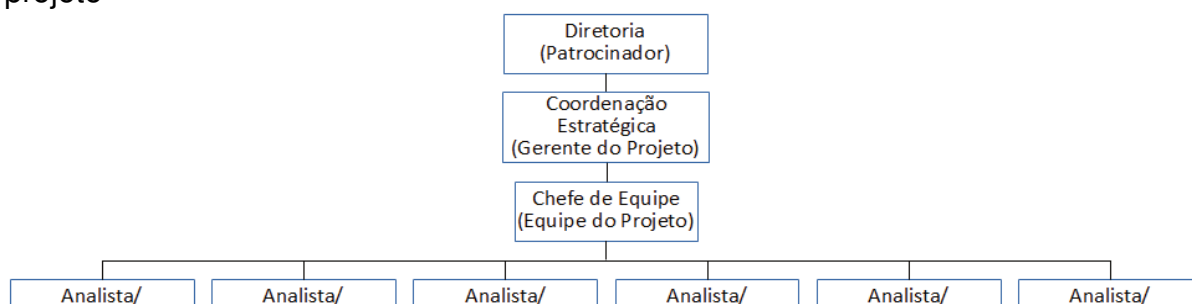 projeto
Diretoria
(Patrocinador)
Coordenação
Estratégica
(Gerente do Projeto)
Chefe de Equipe
(Equipe do Projeto)
Analista/ Analista/ Analista/ Analista/ Analista/ Analista/